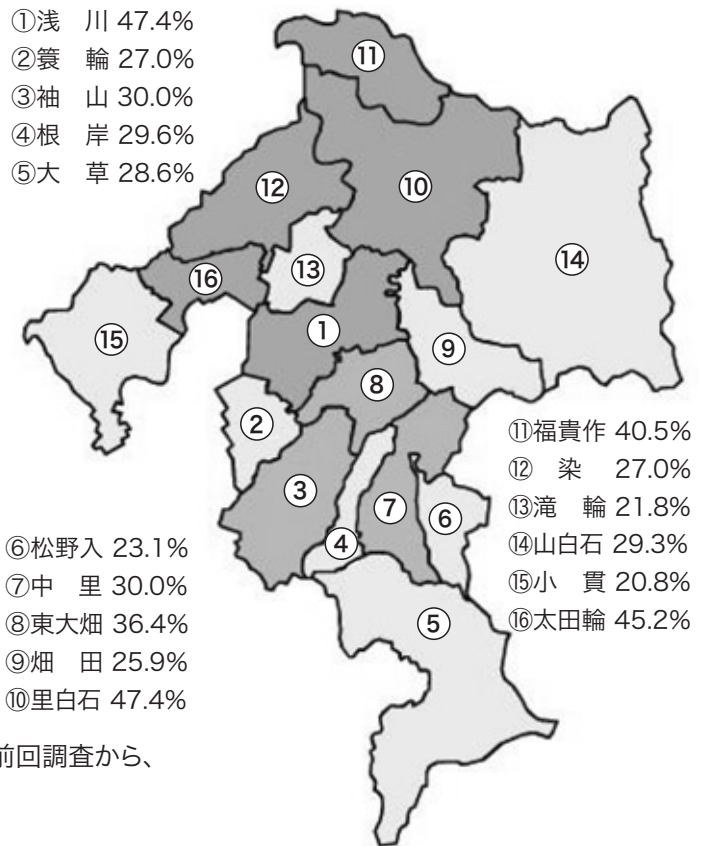 ①浅　川 47.4%
②簑　輪 27.0%
③袖　山 30.0%
④根　岸 29.6%
⑤大　草 28.6%
⑪
⑩
⑫
⑭
⑬
⑯
⑮
①
⑨
⑧
②
③
⑦
⑥
④
⑤
⑪福貴作 40.5%
⑫　染　 27.0%
⑬滝　輪 21.8%
⑭山白石 29.3%
⑮小　貫 20.8%
⑯太田輪 45.2%
⑥松野入 23.1%
⑦中　里 30.0%
⑧東大畑 36.4%
⑨畑　田 25.9%
⑩里白石 47.4%
前回調査から、